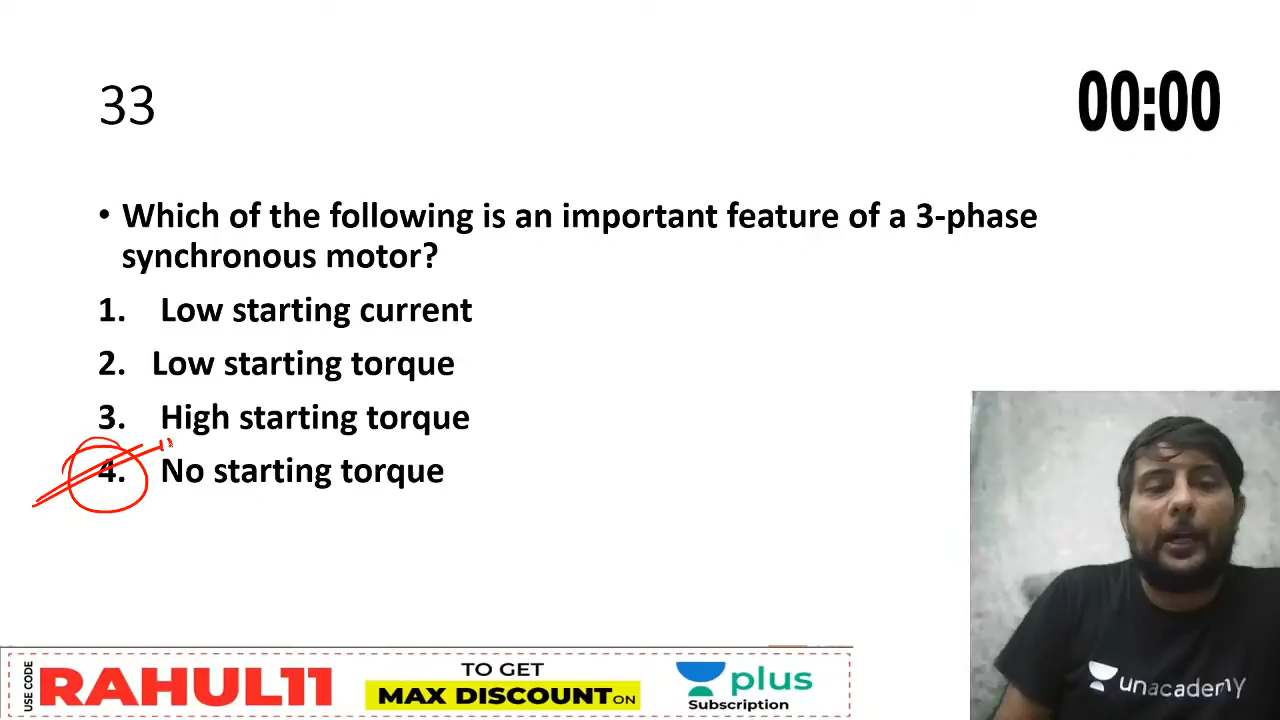 33
00:00
• Which of the following is an important feature of a 3-phase
synchronous motor?
1. Low starting current
2. Low starting torque
3. High starting torque
4. No starting torque
unacademy
USE CODE
RAHUL11
TO GET
MAX DISCOUNT ON
plus
Subscription